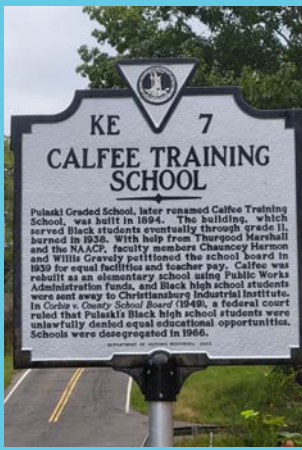 KE 7
CALFEE TRAINING
SCHOOL
Pulaski Graded School, later renamed Calfee Training
School, was built in 1894. The building, which
served Black students eventually through grade 11,
burned in 1938. With help from Thurgood Marshall
and the NAACP, faculty members Chauncey Harmon
and Willis Gravely petitioned the school board in
1939 for equal facilities and teacher pay. Calfee was
rebuilt as an elementary school using Public Works
Administration funds, and Black high school students
were sent away to Christiansburg Industrial Institute.
In Corbin v. County School Board (1949), a federal court
ruled that Pulaski's Black high school students were
unlawfully denied equal educational opportunities.
Schools were desegregated in 1966.
DEPARTMENT OF HISTORIC RESOURCES,